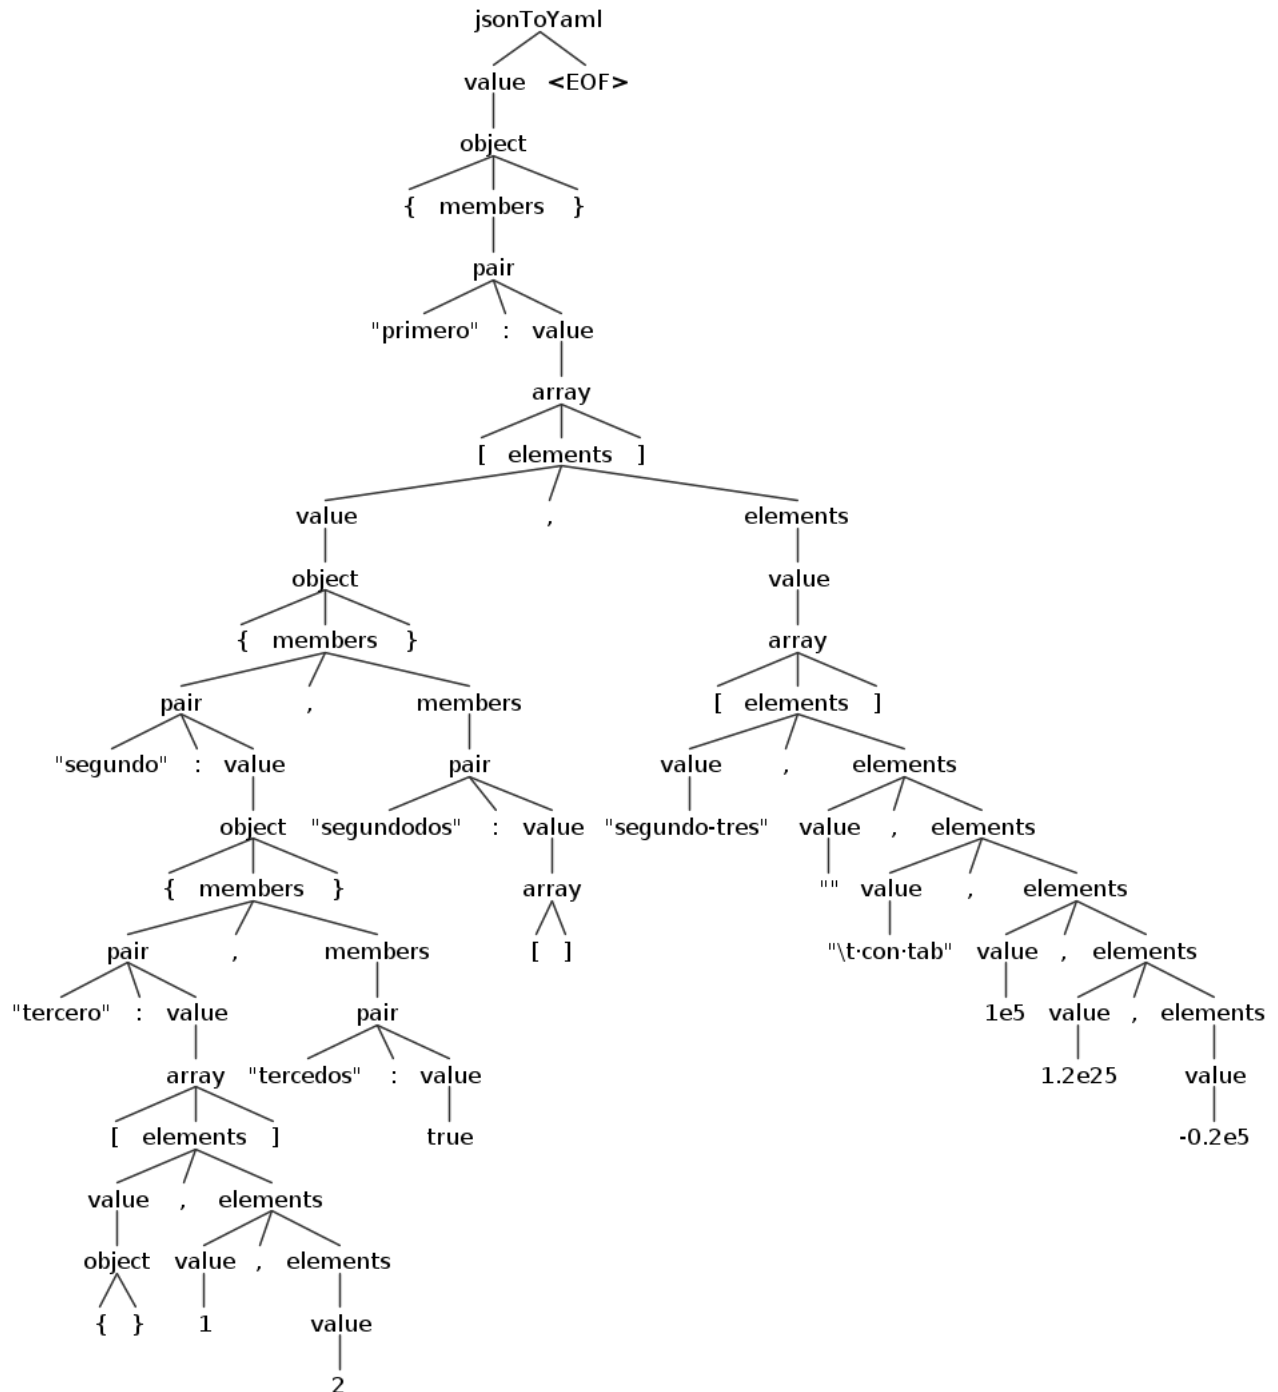 jsonToYaml
value <EOF>
object
{ members }
pair
"primero" : value
array
[ elements ]
value , elements
object value
{ members } array
pair , members [ elements ]
"segundo" : value pair value , elements
object "segundodos" : value "segundo-tres" value , elements
{ members } array "" value , elements
pair , members [ ] "\t·con·tab" value , elements
"tercero" : value pair 1e5 value , elements
array "tercedos" : value 1.2e25 value
[ elements ] true -0.2e5
value , elements
object value , elements
{ } 1 value
2